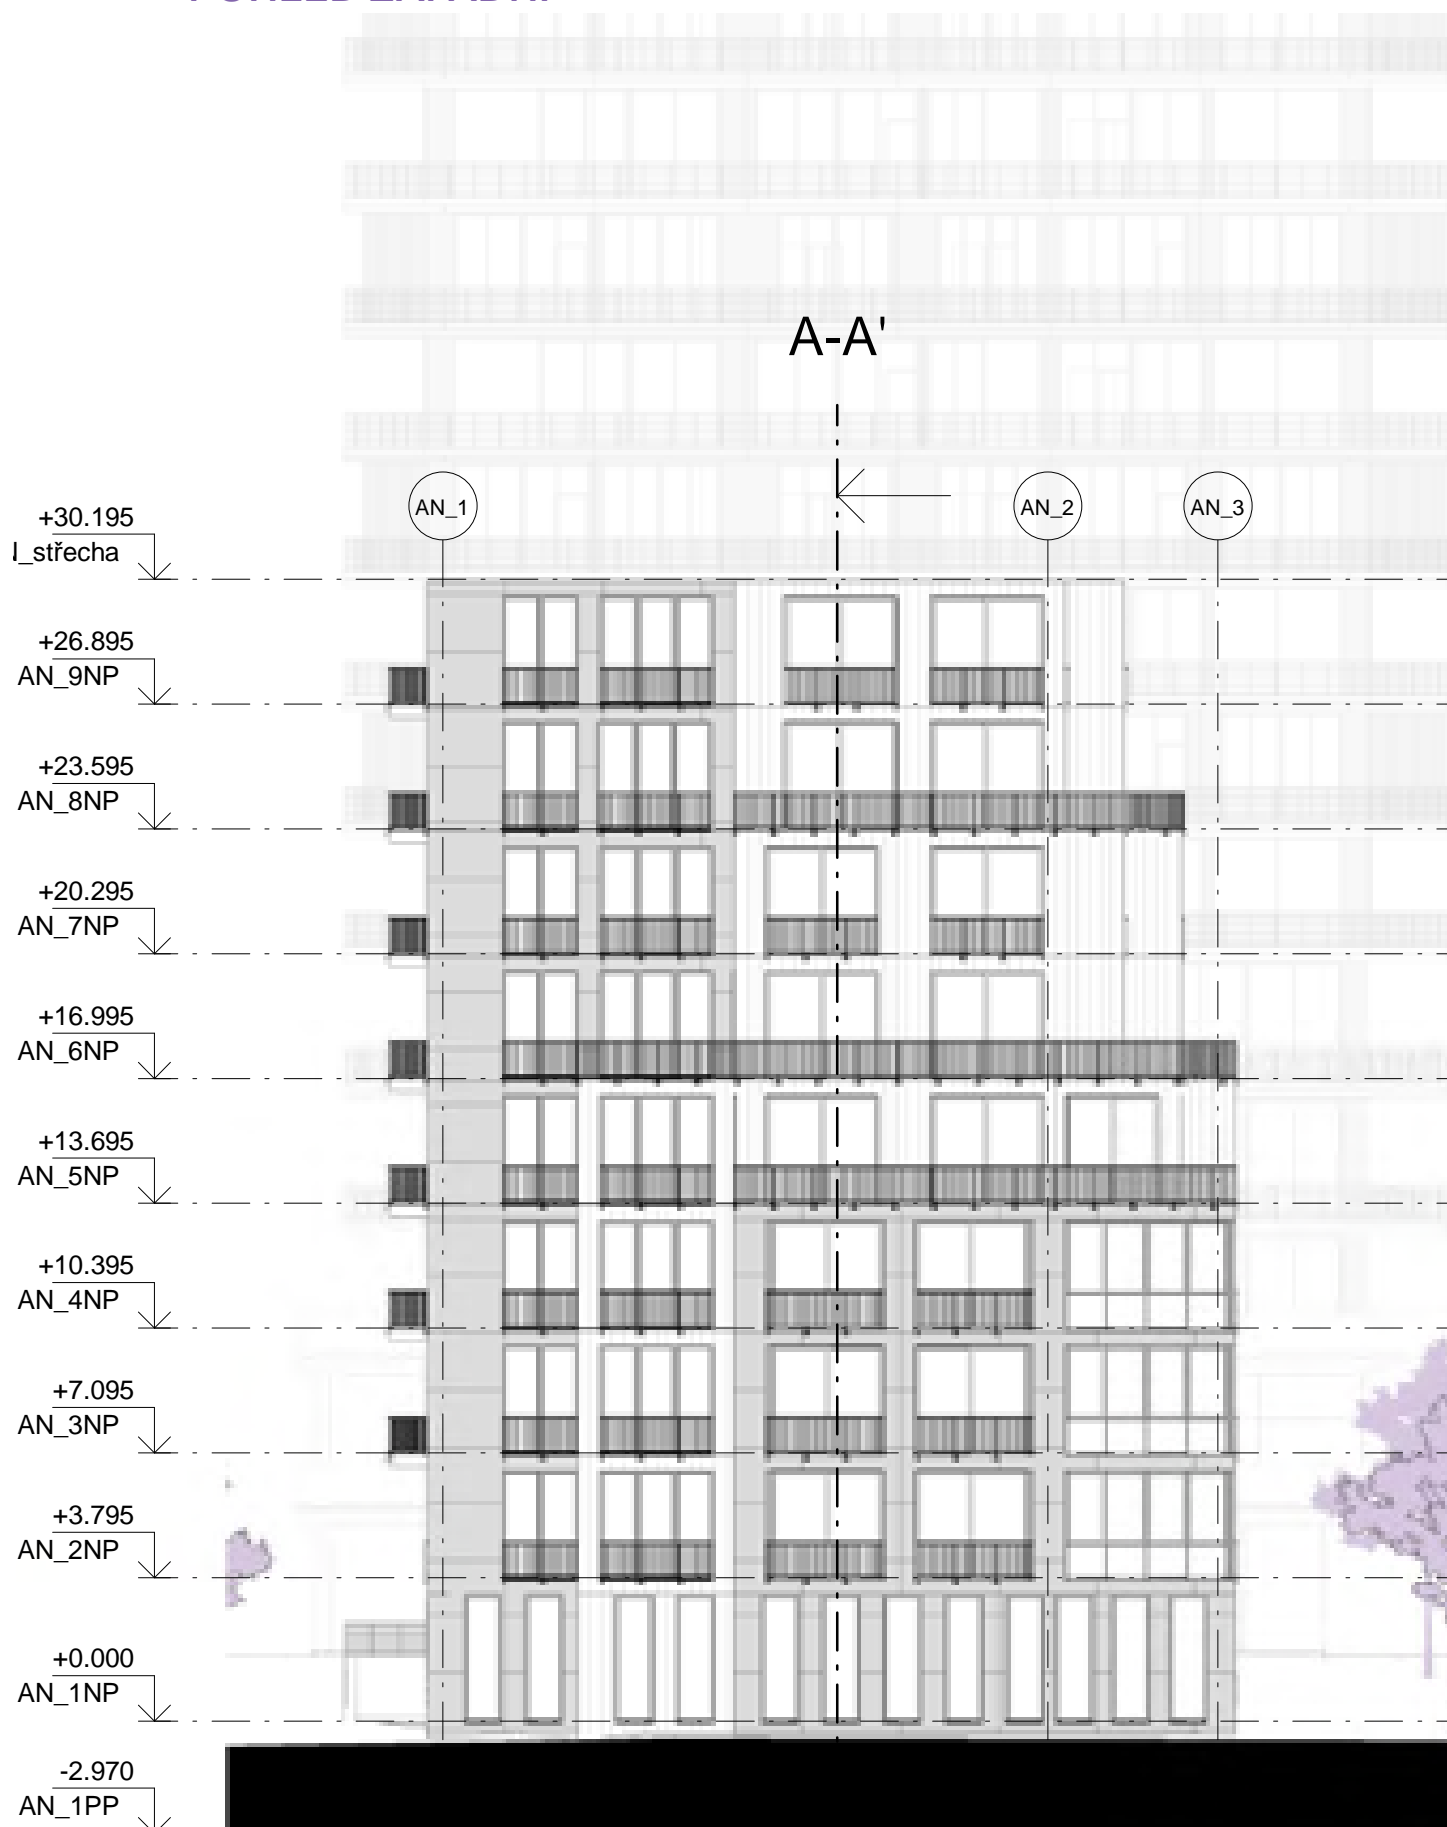 A-A'
AN_1
AN_2
AN_3
+30.195
_střecha
+26.895
AN_9NP
+23.595
AN_8NP
+20.295
AN_7NP
+16.995
AN_6NP
+13.695
AN_5NP
+10.395
AN_4NP
+7.095
AN_3NP
+3.795
AN_2NP
+0.000
AN_1NP
-2.970
AN_1PP